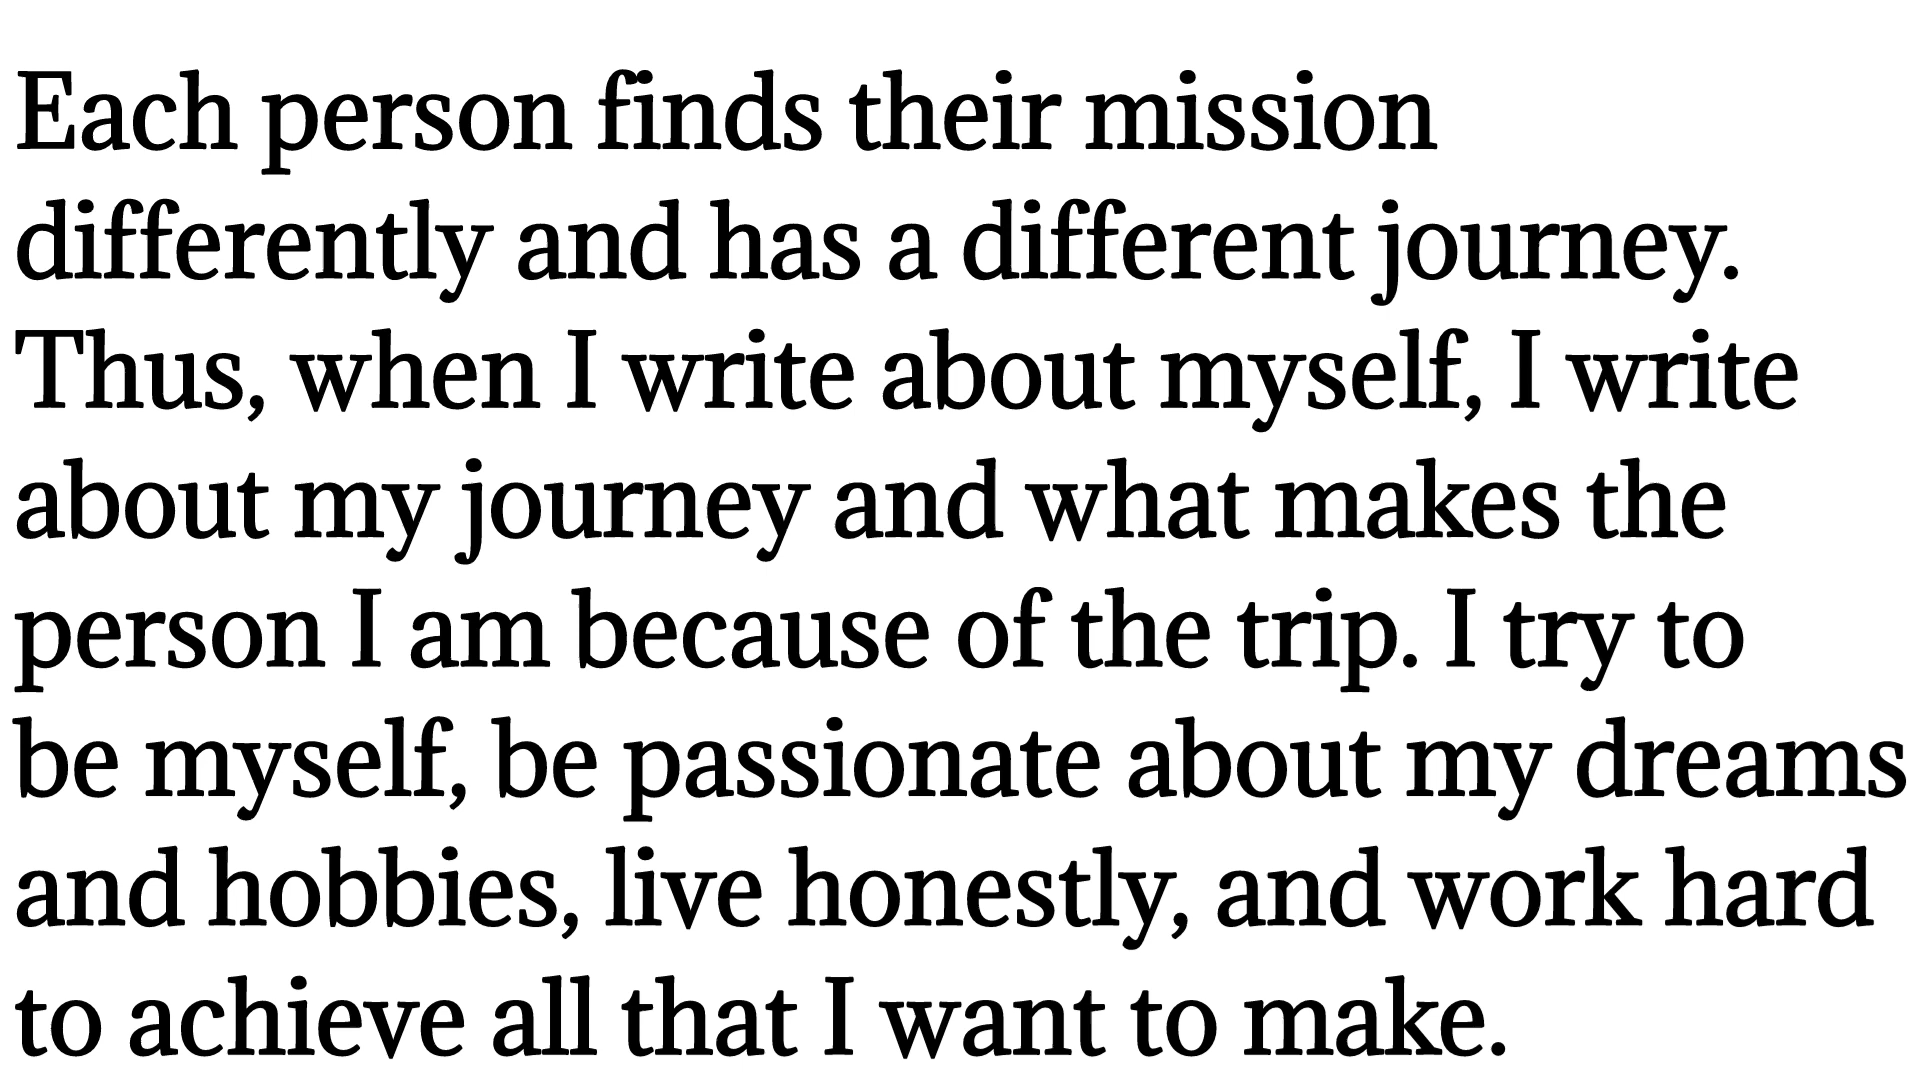 Each person finds their mission
differently and has a different journey.
Thus, when I write about myself, I write
about my journey and what makes the
person I am because of the trip. I try to
be myself, be passionate about my dreams
and hobbies, live honestly, and work hard
to achieve all that I want to make.